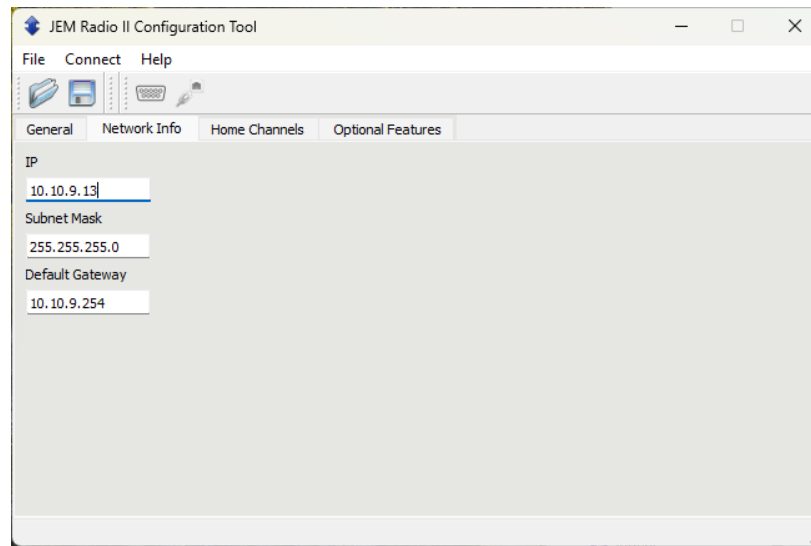 JEM Radio II Configuration Tool
File Connect Help
General Network Info Home Channels Optional Features
IP
10.10.9.13
Subnet Mask
255.255.255.0
Default Gateway
10.10.9.254